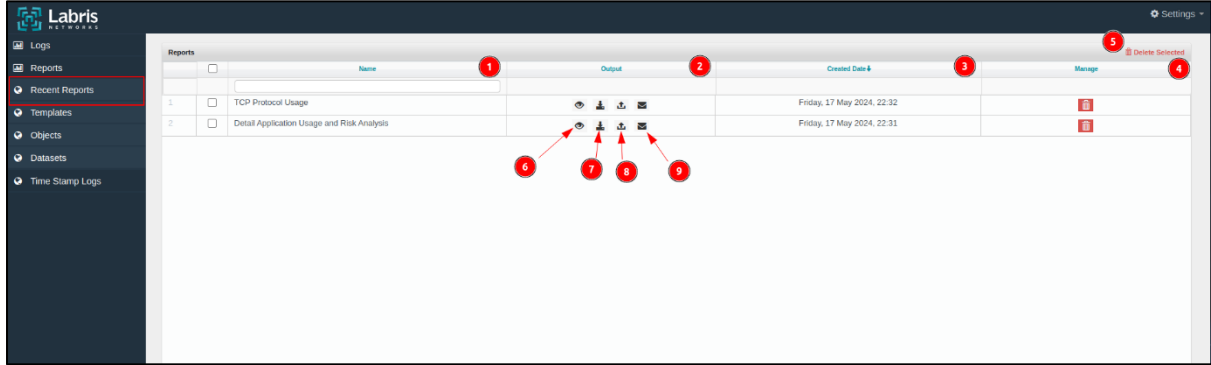 Labris
NETWORKS
Settings
Logs
Reports
Recent Reports
Templates
Objects
Datasets
Time Stamp Logs
Reports
5
Delete Selected
Name 1 Output 2 Created Date 3 Manage 4
1 TCP Protocol Usage Friday, 17 May 2024, 22:32
2 Detail Application Usage and Risk Analysis Friday, 17 May 2024, 22:31
6 7 8 9